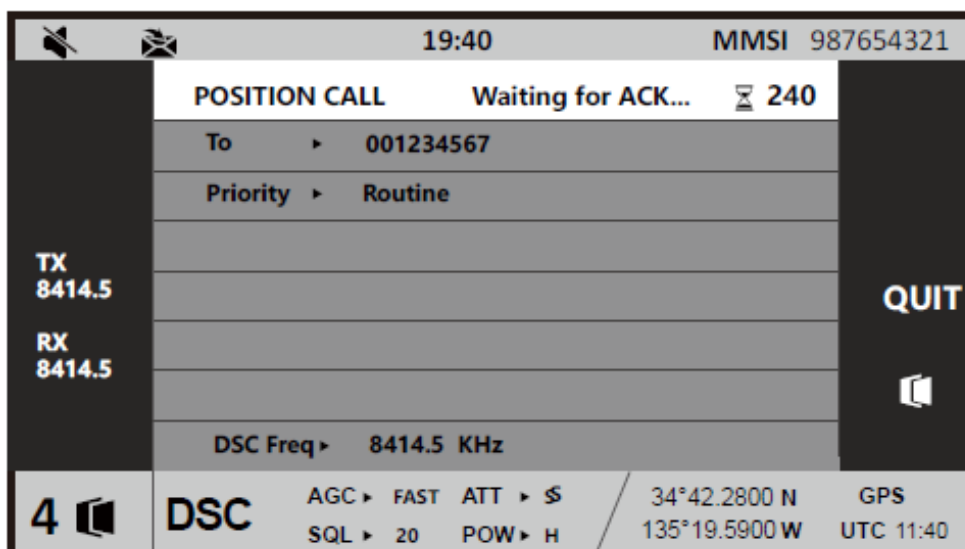 19:40 MMSI 987654321
POSITION CALL Waiting for ACK... 240
To ▸ 001234567
Priority ▸ Routine
TX
8414.5
RX
8414.5
QUIT
DSC Freq ▸ 8414.5 KHz
4 DSC
AGC ▸ FAST ATT ▸
SQL ▸ 20 POW ▸ H
34°42.2800 N GPS
135°19.5900 W UTC 11:40